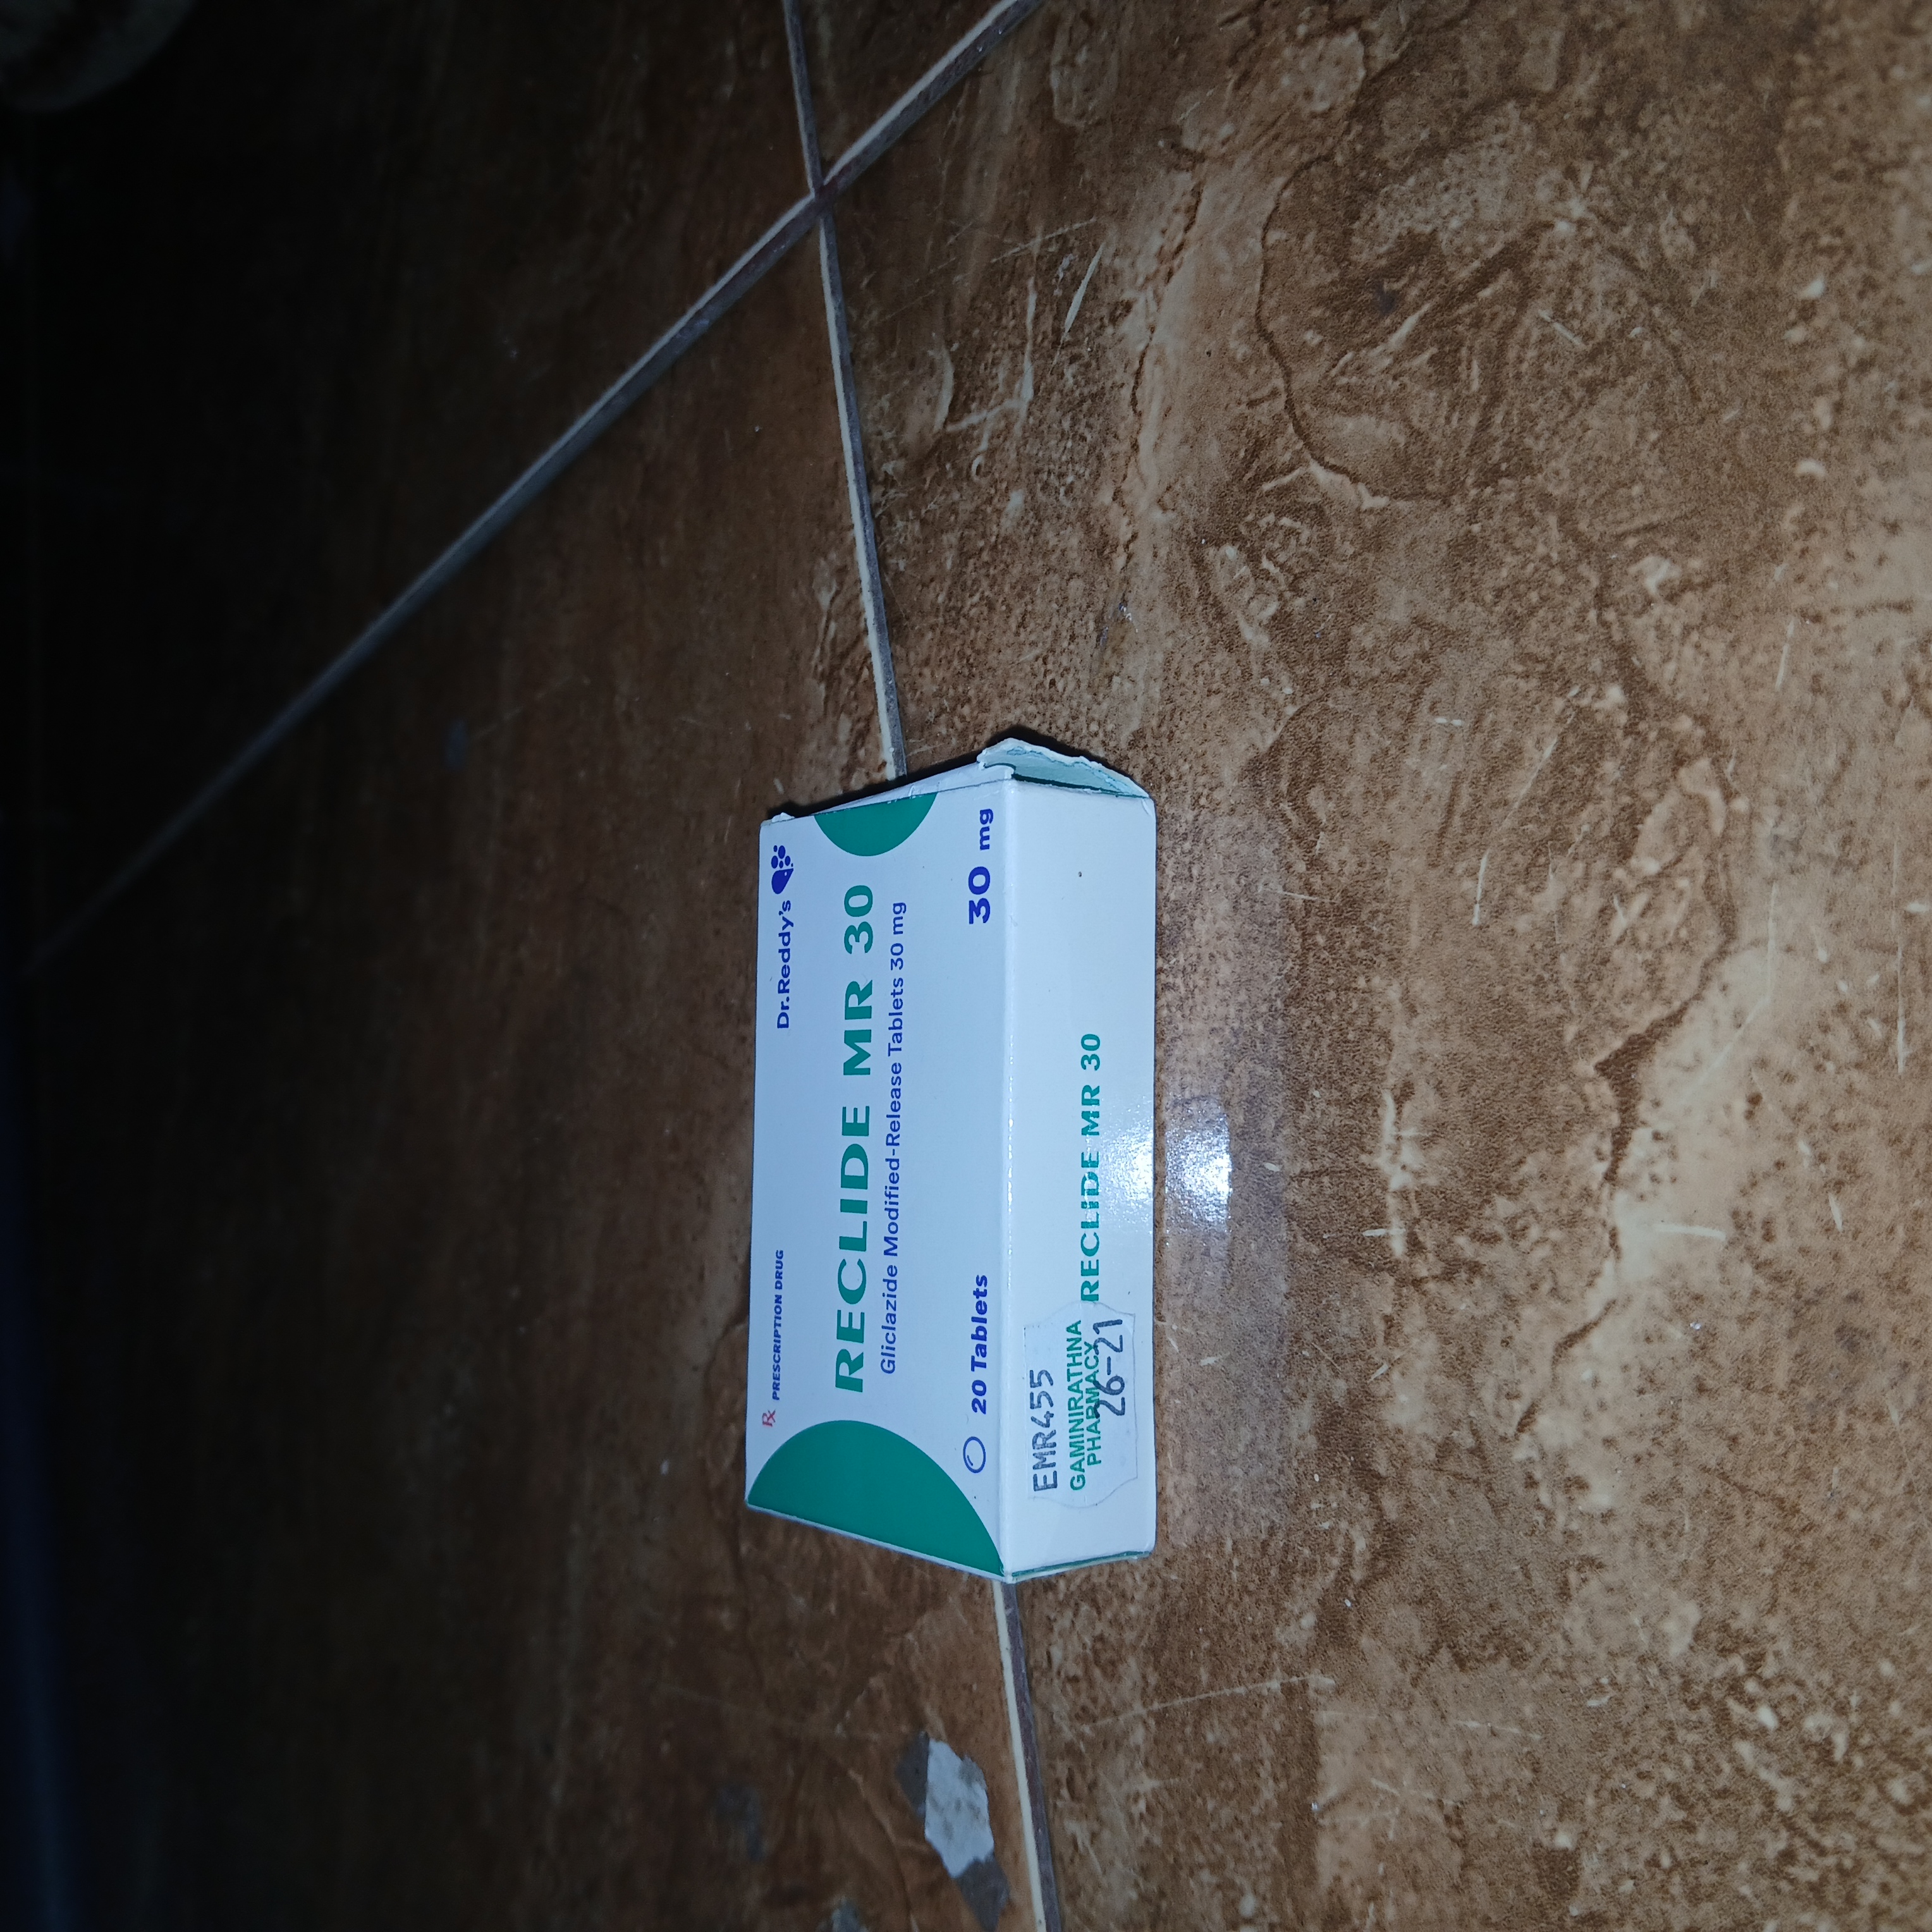 Rx PRESCRIPTION DRUG
Dr.Reddy's
RECLIDE MR 30
Gliclazide Modified-Release Tablets 30 mg
20 Tablets
30 mg
EMR455
GAMINIRATHNA
PHARMACY
26-21
RECLIDE MR 30